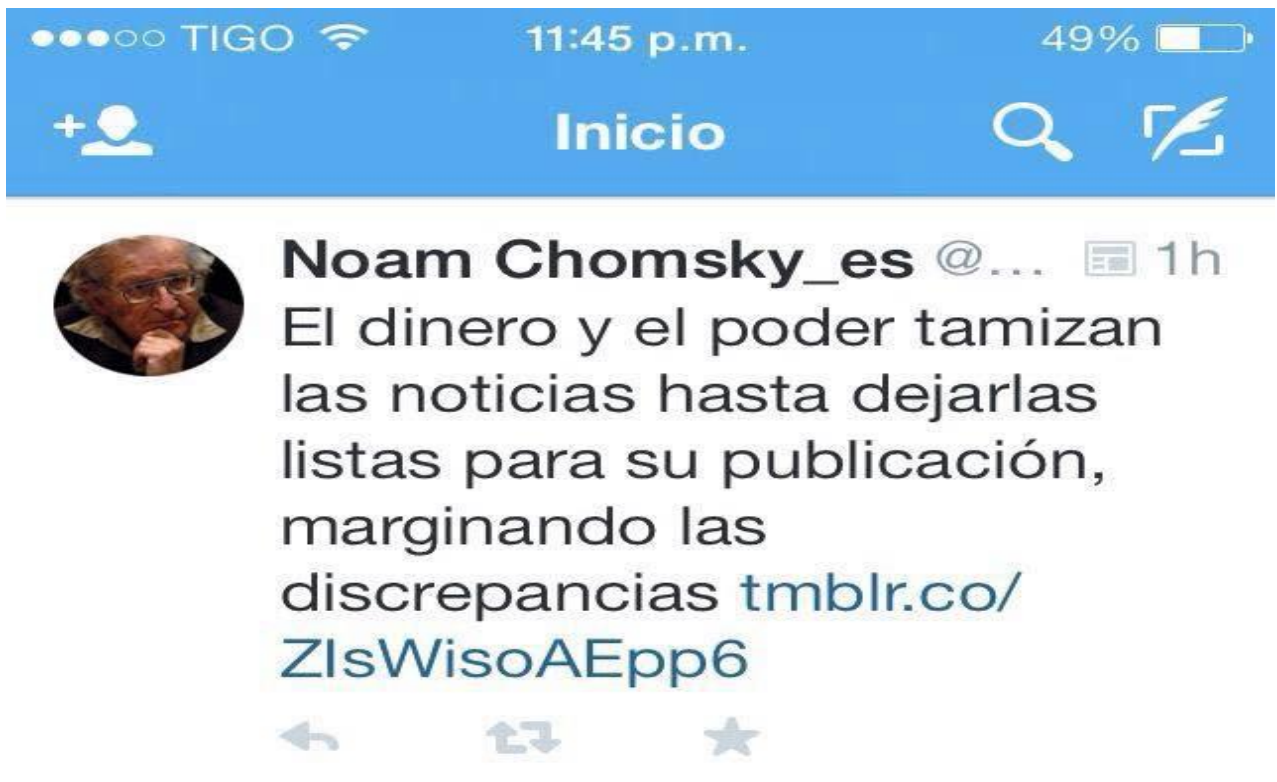 TIGO 11:45 p.m. 49%
Inicio
Noam Chomsky_es @... 1h
El dinero y el poder tamizan
las noticias hasta dejarlas
listas para su publicación,
marginando las
discrepancias tmblr.co/
ZIsWisoAEpp6